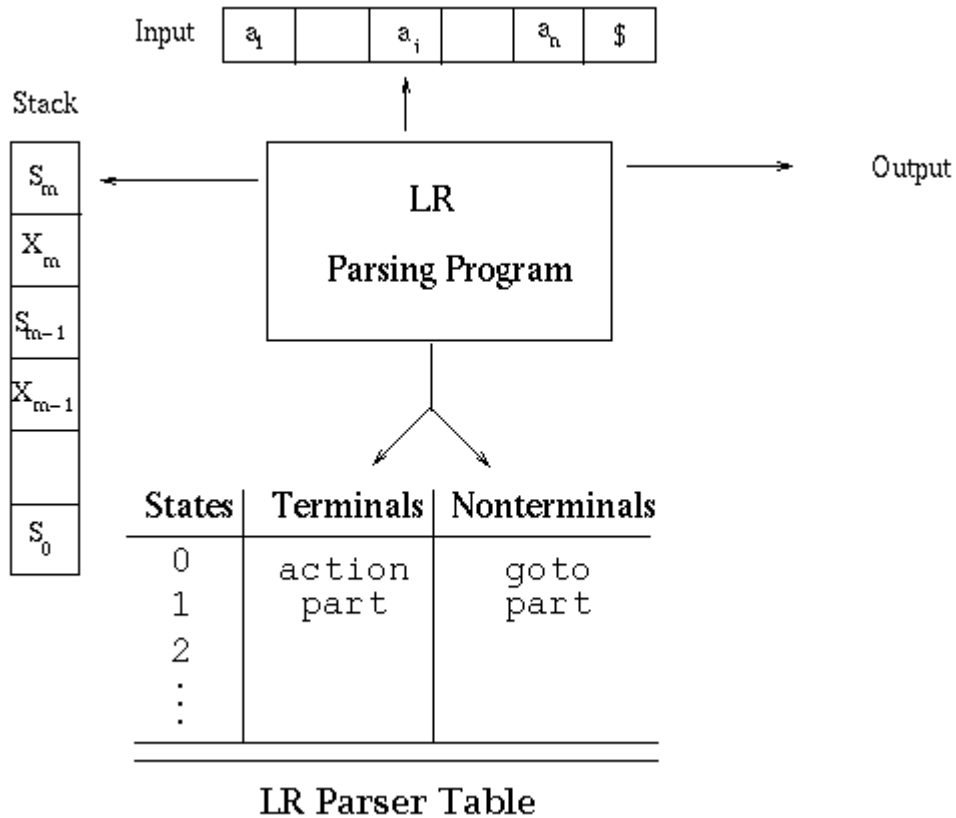 Input a₁ aᵢ aₙ $
Stack
Sₘ
Xₘ
Sₘ₋₁
Xₘ₋₁
S₀
LR
Parsing Program
Output
States Terminals Nonterminals
0 action goto
1 part part
2
⋮
LR Parser Table